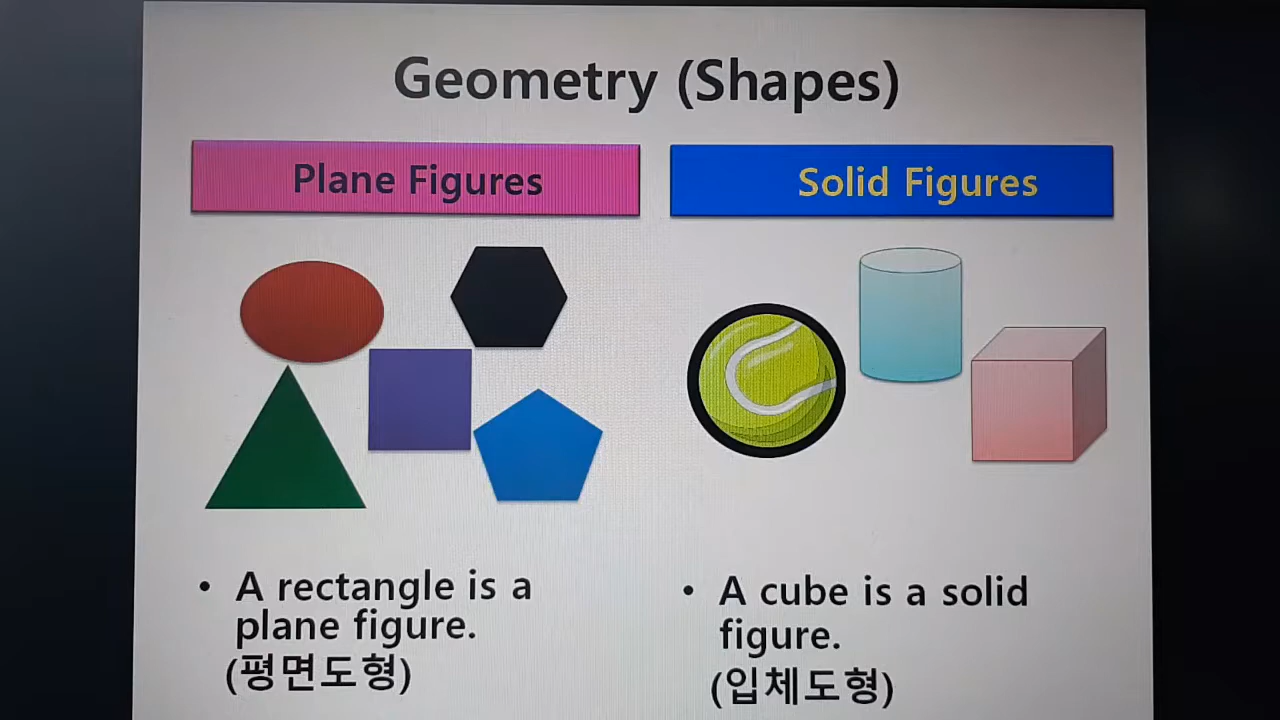 Geometry (Shapes)
Plane Figures
Solid Figures
• A rectangle is a
plane figure.
(평면도형)
• A cube is a solid
figure.
(입체도형)